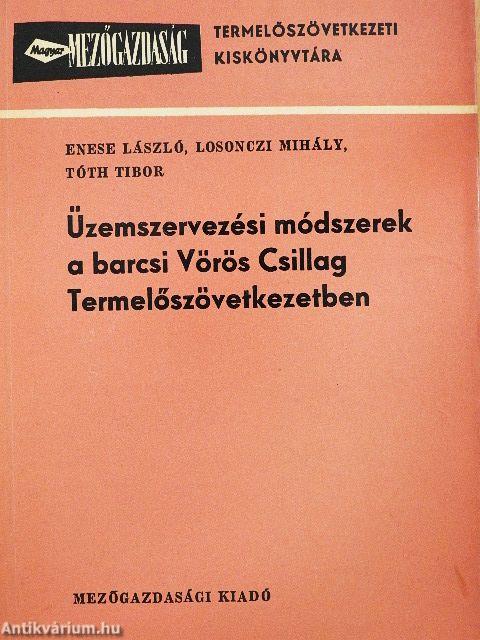 Magyar MEZŐGAZDASÁG
TERMELŐSZÖVETKEZETI
KISKÖNYVTÁRA
ENESE LÁSZLÓ, LOSONCZI MIHÁLY,
TÓTH TIBOR
Üzemszervezési módszerek
a barcsi Vörös Csillag
Termelőszövetkezetben
MEZŐGAZDASÁGI KIADÓ
Antikvárium.hu